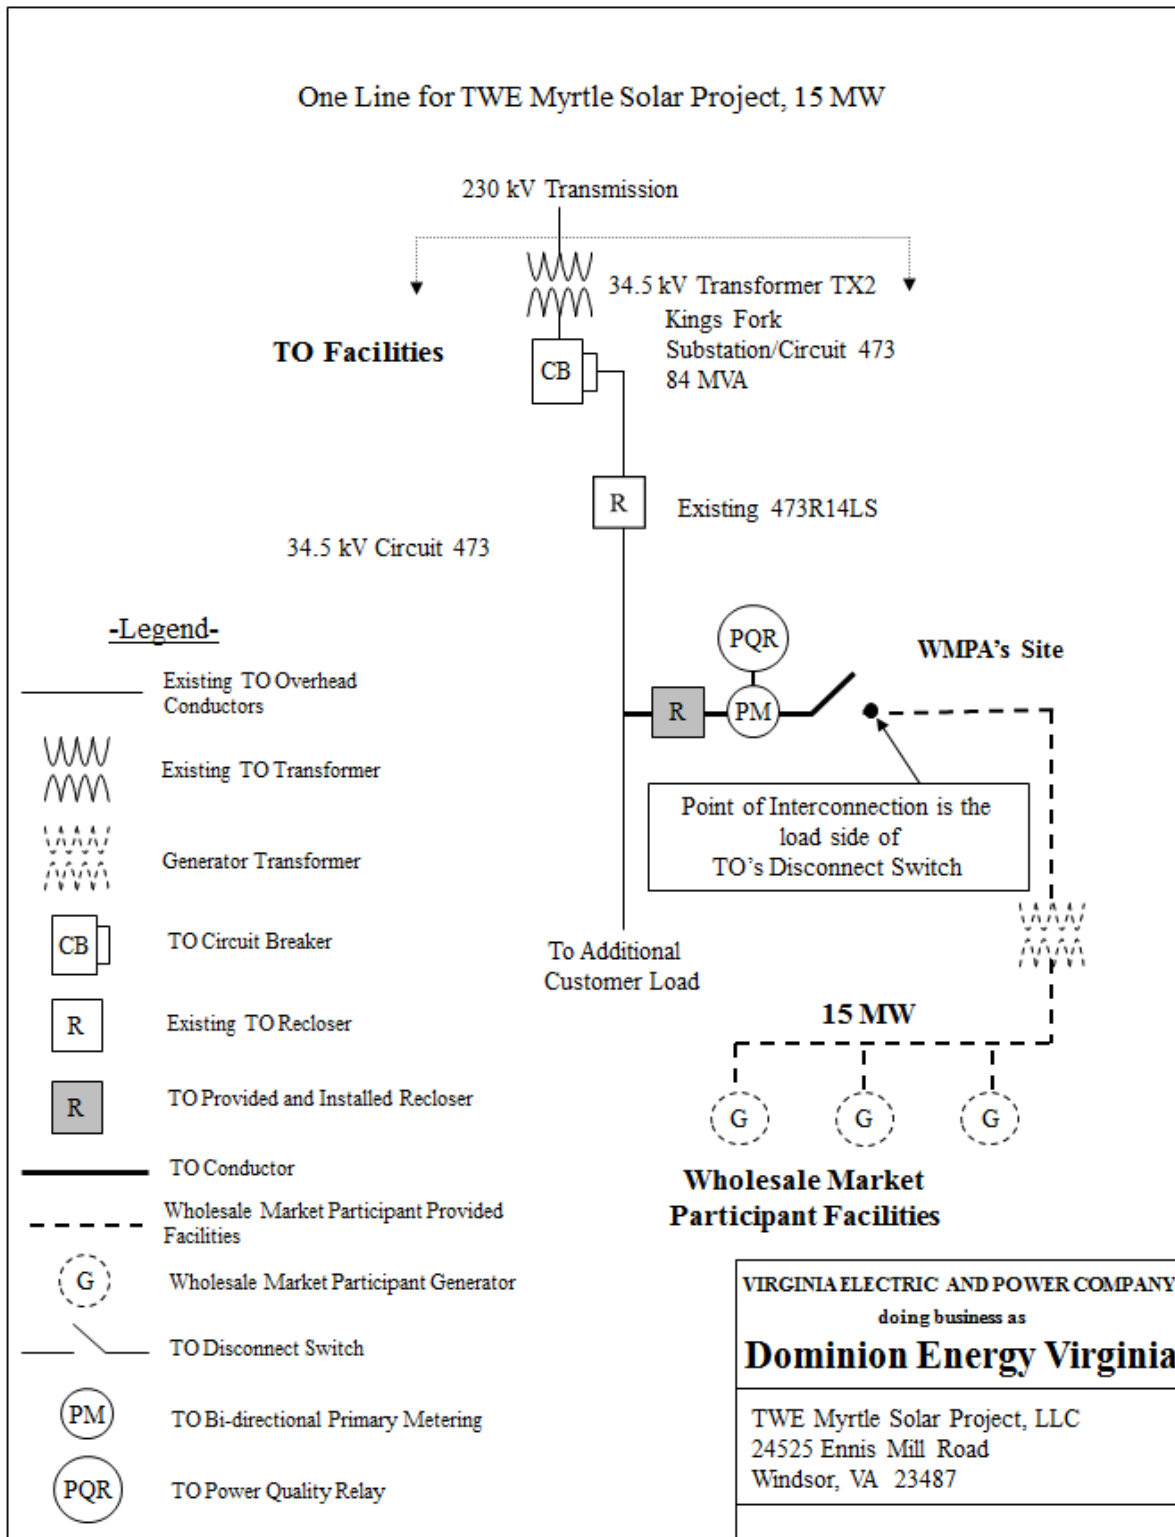 One Line for TWE Myrtle Solar Project, 15 MW
230 kV Transmission
34.5 kV Transformer TX2
Kings Fork
Substation/Circuit 473
84 MVA
TO Facilities
CB
R
Existing 473R14LS
34.5 kV Circuit 473
PQR
WMPA's Site
R
PM
Point of Interconnection is the
load side of
TO's Disconnect Switch
To Additional
Customer Load
15 MW
G
G
G
Wholesale Market
Participant Facilities
-Legend-
Existing TO Overhead
Conductors
Existing TO Transformer
Generator Transformer
CB
TO Circuit Breaker
R
Existing TO Recloser
R
TO Provided and Installed Recloser
TO Conductor
Wholesale Market Participant Provided
Facilities
G
Wholesale Market Participant Generator
TO Disconnect Switch
PM
TO Bi-directional Primary Metering
PQR
TO Power Quality Relay
VIRGINIA ELECTRIC AND POWER COMPANY
doing business as
Dominion Energy Virginia
TWE Myrtle Solar Project, LLC
24525 Ennis Mill Road
Windsor, VA 23487